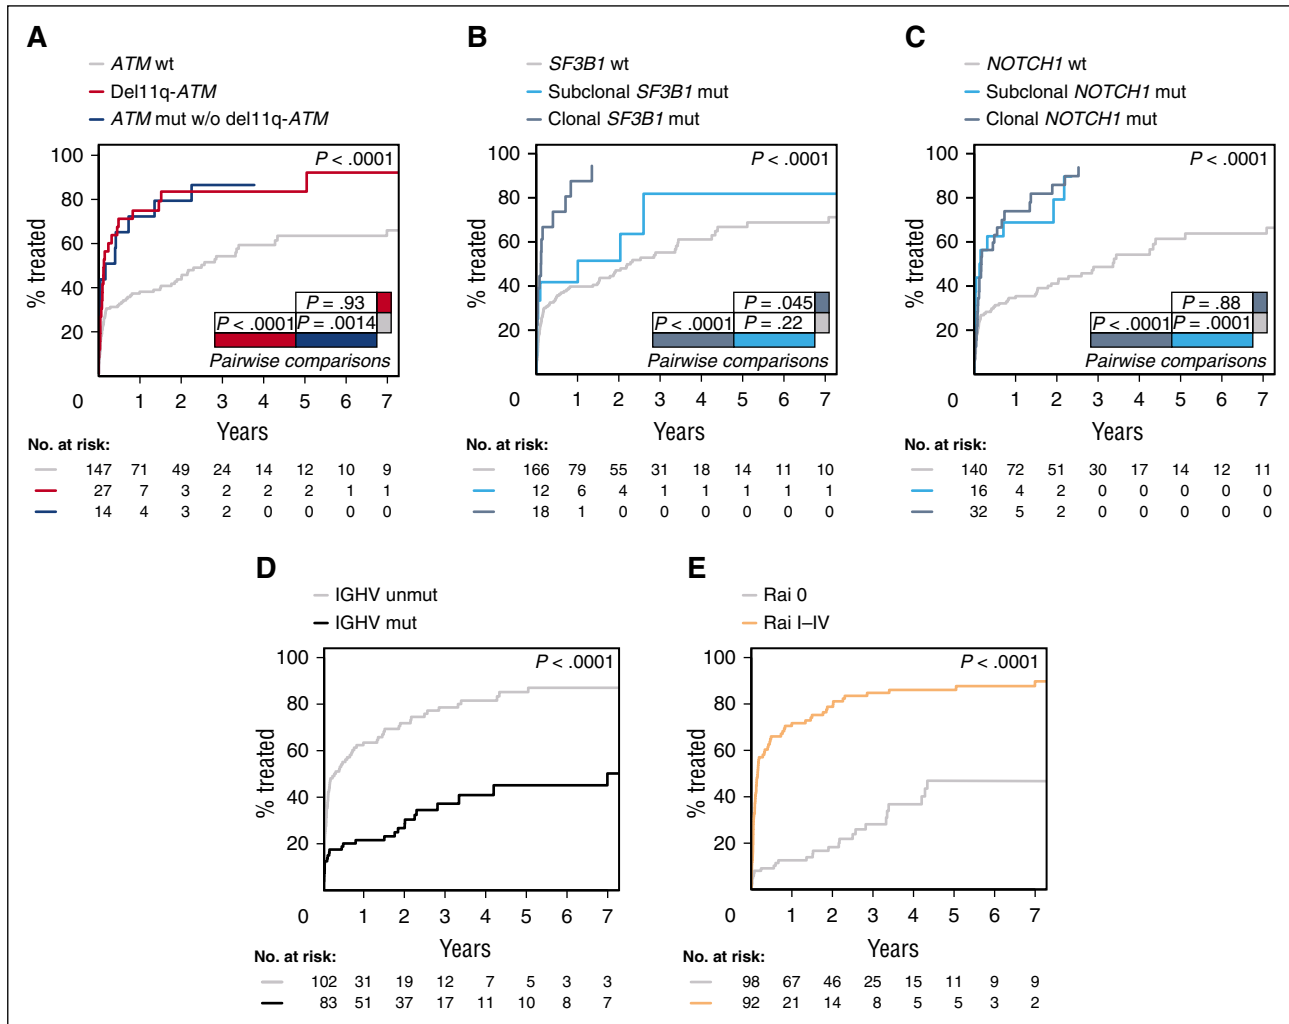 A
ATM wt
Del11q-ATM
ATM mut w/o del11q-ATM
P < .0001
% treated
100
80
60
40
20
0
1 2 3 4 5 6 7
Years
P = .93
P < .0001 P = .0014
Pairwise comparisons
No. at risk:
147 71 49 24 14 12 10 9
27 7 3 2 2 2 1 1
14 4 3 2 0 0 0 0
B
SF3B1 wt
Subclonal SF3B1 mut
Clonal SF3B1 mut
P < .0001
% treated
100
80
60
40
20
0
1 2 3 4 5 6 7
Years
P = .045
P < .0001 P = .22
Pairwise comparisons
166 79 55 31 18 14 11 10
12 6 4 1 1 1 1 1
18 1 0 0 0 0 0 0
C
NOTCH1 wt
Subclonal NOTCH1 mut
Clonal NOTCH1 mut
P < .0001
% treated
100
80
60
40
20
0
1 2 3 4 5 6 7
Years
P = .88
P < .0001 P = .0001
Pairwise comparisons
No. at risk:
140 72 51 30 17 14 12 11
16 4 2 0 0 0 0 0
32 5 2 0 0 0 0 0
D
IGHV unmut
IGHV mut
P < .0001
% treated
100
80
60
40
20
0
1 2 3 4 5 6 7
Years
No. at risk:
102 31 19 12 7 5 3 3
83 51 37 17 11 10 8 7
E
Rai 0
Rai I–IV
P < .0001
% treated
100
80
60
40
20
0
1 2 3 4 5 6 7
Years
No. at risk:
98 67 46 25 15 11 9 9
92 21 14 8 5 5 3 2
No. at risk: